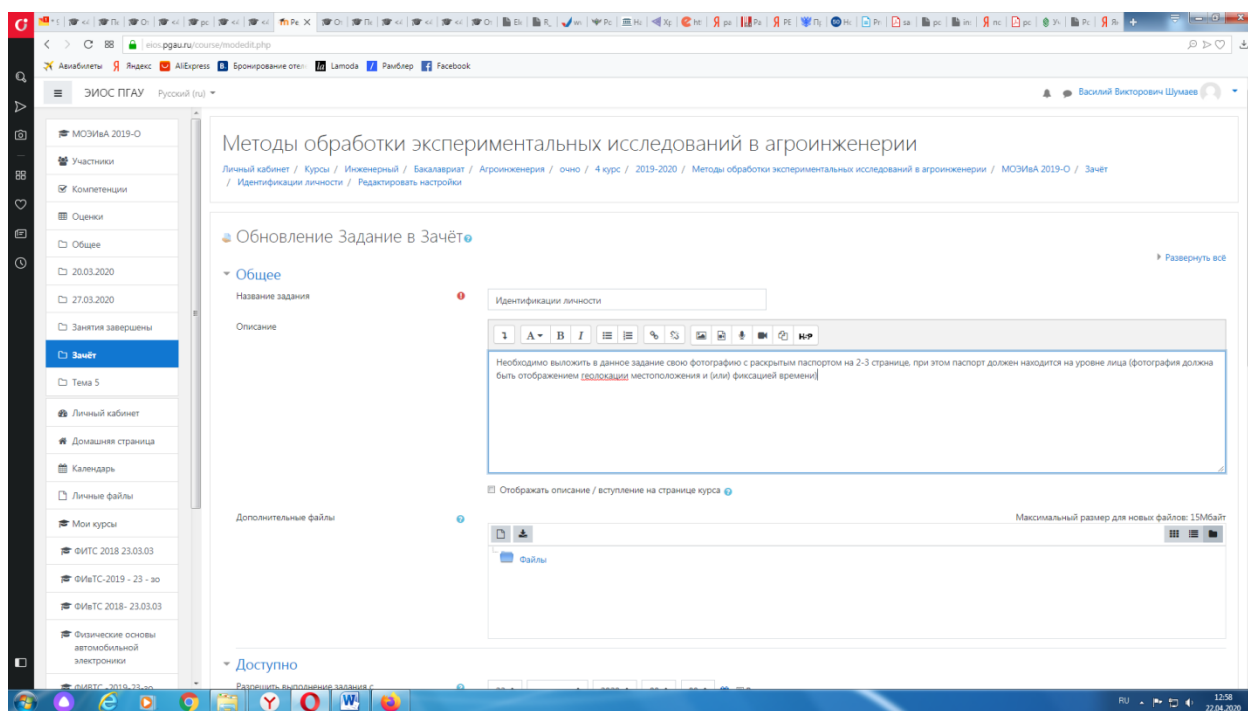 eios.pgau.ru/course/modedit.php
Авиабилеты Яндекс AliExpress Бронирование отел Lamoda Рамблер Facebook
ЭИОС ПГАУ Русский (ru)
Василий Викторович Шумаев
МОЭИвА 2019-О
Участники
Компетенции
Оценки
Общее
20.03.2020
27.03.2020
Занятия завершены
Зачёт
Тема 5
Личный кабинет
Домашняя страница
Календарь
Личные файлы
Мои курсы
ФИТС 2018 23.03.03
ФИвТС-2019 - 23 - зо
ФИвТС 2018- 23.03.03
Физические основы
автомобильной
электроники
Методы обработки экспериментальных исследований в агроинженерии
Личный кабинет / Курсы / Инженерный / Бакалавриат / Агроинженерия / очно / 4 курс / 2019-2020 / Методы обработки экспериментальных исследований в агроинженерии / МОЭИвА 2019-О / Зачёт
/ Идентификации личности / Редактировать настройки
Обновление Задание в Зачёт
Развернуть всё
Общее
Название задания
Идентификации личности
Описание
Необходимо выложить в данное задание свою фотографию с раскрытым паспортом на 2-3 странице, при этом паспорт должен находится на уровне лица (фотография должна
быть отображением геолокации местоположения и (или) фиксацией времени)
Отображать описание / вступление на странице курса
Дополнительные файлы
Максимальный размер для новых файлов: 15Мбайт
Файлы
Доступно
Разрешить выполнение задания с
RU
12:58
22.04.2020